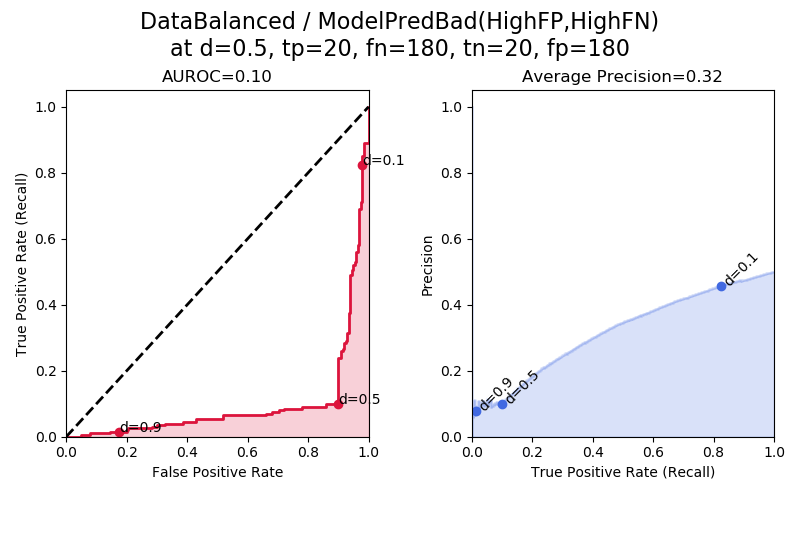 DataBalanced / ModelPredBad(HighFP,HighFN)
at d=0.5, tp=20, fn=180, tn=20, fp=180
AUROC=0.10
True Positive Rate (Recall)
1.0
0.8
0.6
0.4
0.2
0.0
d=0.1
d=0.5
d=0.9
0.0 0.2 0.4 0.6 0.8 1.0
False Positive Rate
Average Precision=0.32
Precision
1.0
0.8
0.6
0.4
0.2
0.0
d=0.1
d=0.9
d=0.5
0.0 0.2 0.4 0.6 0.8 1.0
True Positive Rate (Recall)